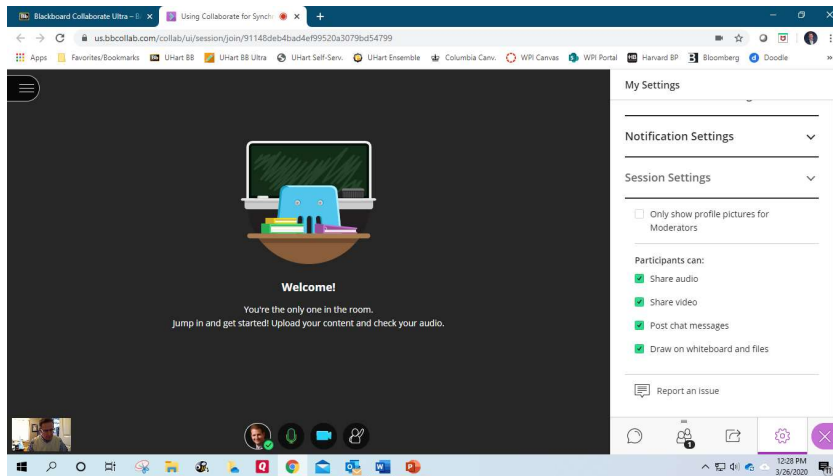 Blackboard Collaborate Ultra – B
Using Collaborate for Synchr
us.bbcollab.com/collab/ui/session/join/91148deb4bad4ef99520a3079bd54799
Apps Favorites/Bookmarks UHart BB UHart BB Ultra UHart Self-Serv. UHart Ensemble Columbia Canv. WPI Canvas WPI Portal Harvard BP Bloomberg Doodle »
My Settings
Notification Settings
Session Settings
Only show profile pictures for
Moderators
Participants can:
Share audio
Share video
Post chat messages
Draw on whiteboard and files
Report an issue
Welcome!
You're the only one in the room.
Jump in and get started! Upload your content and check your audio.
1
12:28 PM
3/26/2020